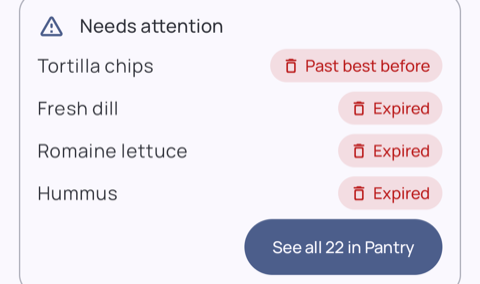 Needs attention
Tortilla chips Past best before
Fresh dill Expired
Romaine lettuce Expired
Hummus Expired
See all 22 in Pantry